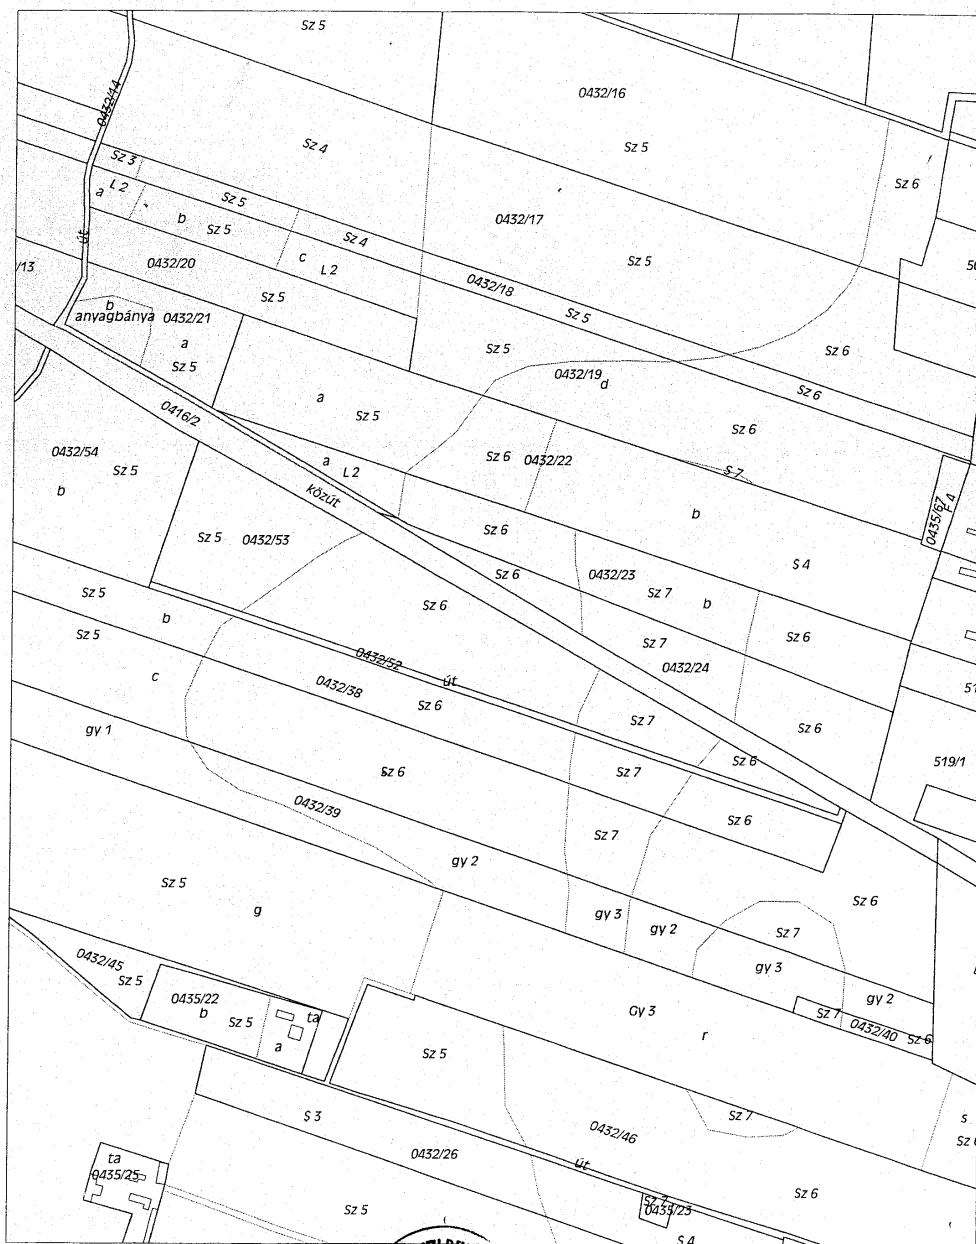 Sz 5
0432/16
0432/14
Sz 4
Sz 5
Sz 3
L 2
a
Sz 6
Sz 5
b
Sz 5
0432/17
út
Sz 4
c
L 2
Sz 5
/13
0432/20
0432/18
Sz 5
Sz 5
b
anyagbánya
0432/21
a
Sz 5
Sz 5
Sz 6
0432/19
d
Sz 6
a
Sz 5
0416/2
Sz 6
0432/54
Sz 5
b
a
L 2
Sz 6
0432/22
S 7
közút
b
0435/67
F 4
Sz 5
0432/53
Sz 6
S 4
Sz 6
0432/23
Sz 7
b
Sz 5
b
Sz 6
Sz 6
Sz 5
0432/52
Sz 7
c
0432/38
út
0432/24
Sz 6
gy 1
Sz 7
Sz 6
Sz 6
Sz 7
Sz 6
519/1
0432/39
Sz 6
Sz 7
gy 2
Sz 5
g
gy 3
gy 2
Sz 7
Sz 6
0432/45
Sz 5
gy 3
0435/22
b
Sz 5
ta
a
gy 2
Gy 3
r
Sz 7
0432/40
Sz 6
Sz 5
S 3
0432/46
Sz 7
s
0432/26
út
ta
0435/25
Sz 6
Sz 7
0435/23
Sz 5
S 4